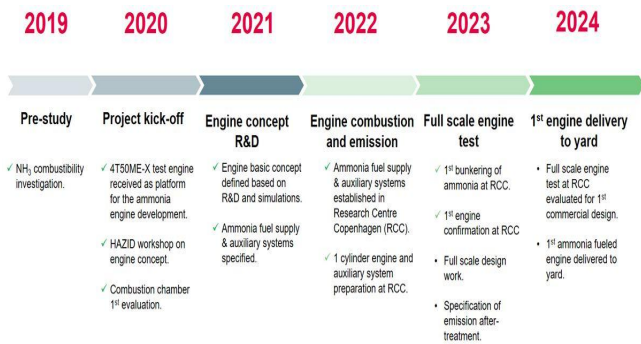 2019
2020
2021
2022
2023
2024
Pre-study
✓ NH₃ combustibility
investigation.
Project kick-off
✓ 4T50ME-X test engine
received as platform
for the ammonia
engine development.
✓ HAZID workshop on
engine concept.
✓ Combustion chamber
1st evaluation.
Engine concept
R&D
✓ Engine basic concept
defined based on
R&D and simulations.
✓ Ammonia fuel supply
& auxiliary systems
specified.
Engine combustion
and emission
✓ Ammonia fuel supply
& auxiliary systems
established in
Research Centre
Copenhagen (RCC).
✓ 1 cylinder engine and
auxiliary system
preparation at RCC.
Full scale engine
test
✓ 1st bunkering of
ammonia at RCC.
✓ 1st engine
confirmation at RCC
• Full scale design
work.
• Specification of
emission after-
treatment.
1st engine delivery
to yard
• Full scale engine
test at RCC
evaluated for 1st
commercial design.
• 1st ammonia fueled
engine delivered to
yard.